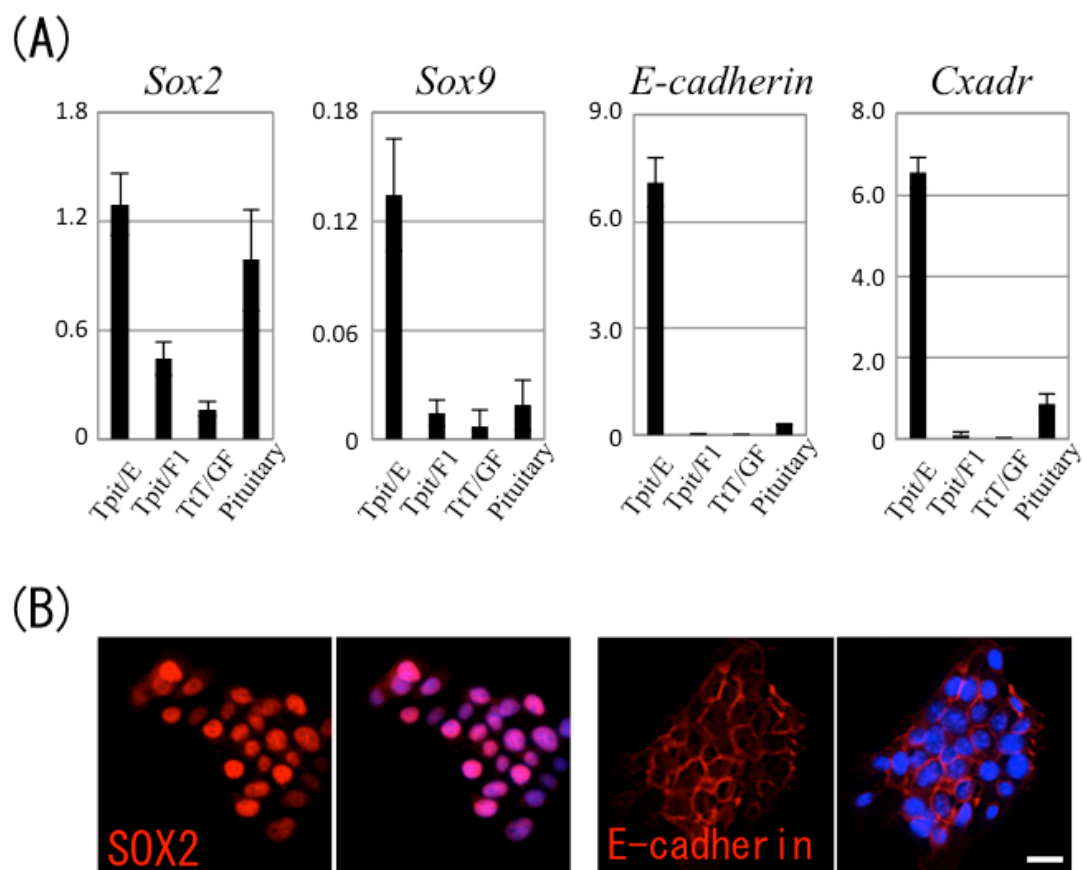 (A)
Sox2
Sox9
E-cadherin
Cxadr
1.8
1.2
0.6
0
Tpit/E
Tpit/F1
TtT/GF
Pituitary
0.18
0.12
0.06
0
Tpit/E
Tpit/F1
TtT/GF
Pituitary
9.0
6.0
3.0
0
Tpit/E
Tpit/F1
TtT/GF
Pituitary
8.0
6.0
4.0
2.0
0
Tpit/E
Tpit/F1
TtT/GF
Pituitary
(B)
SOX2
E-cadherin